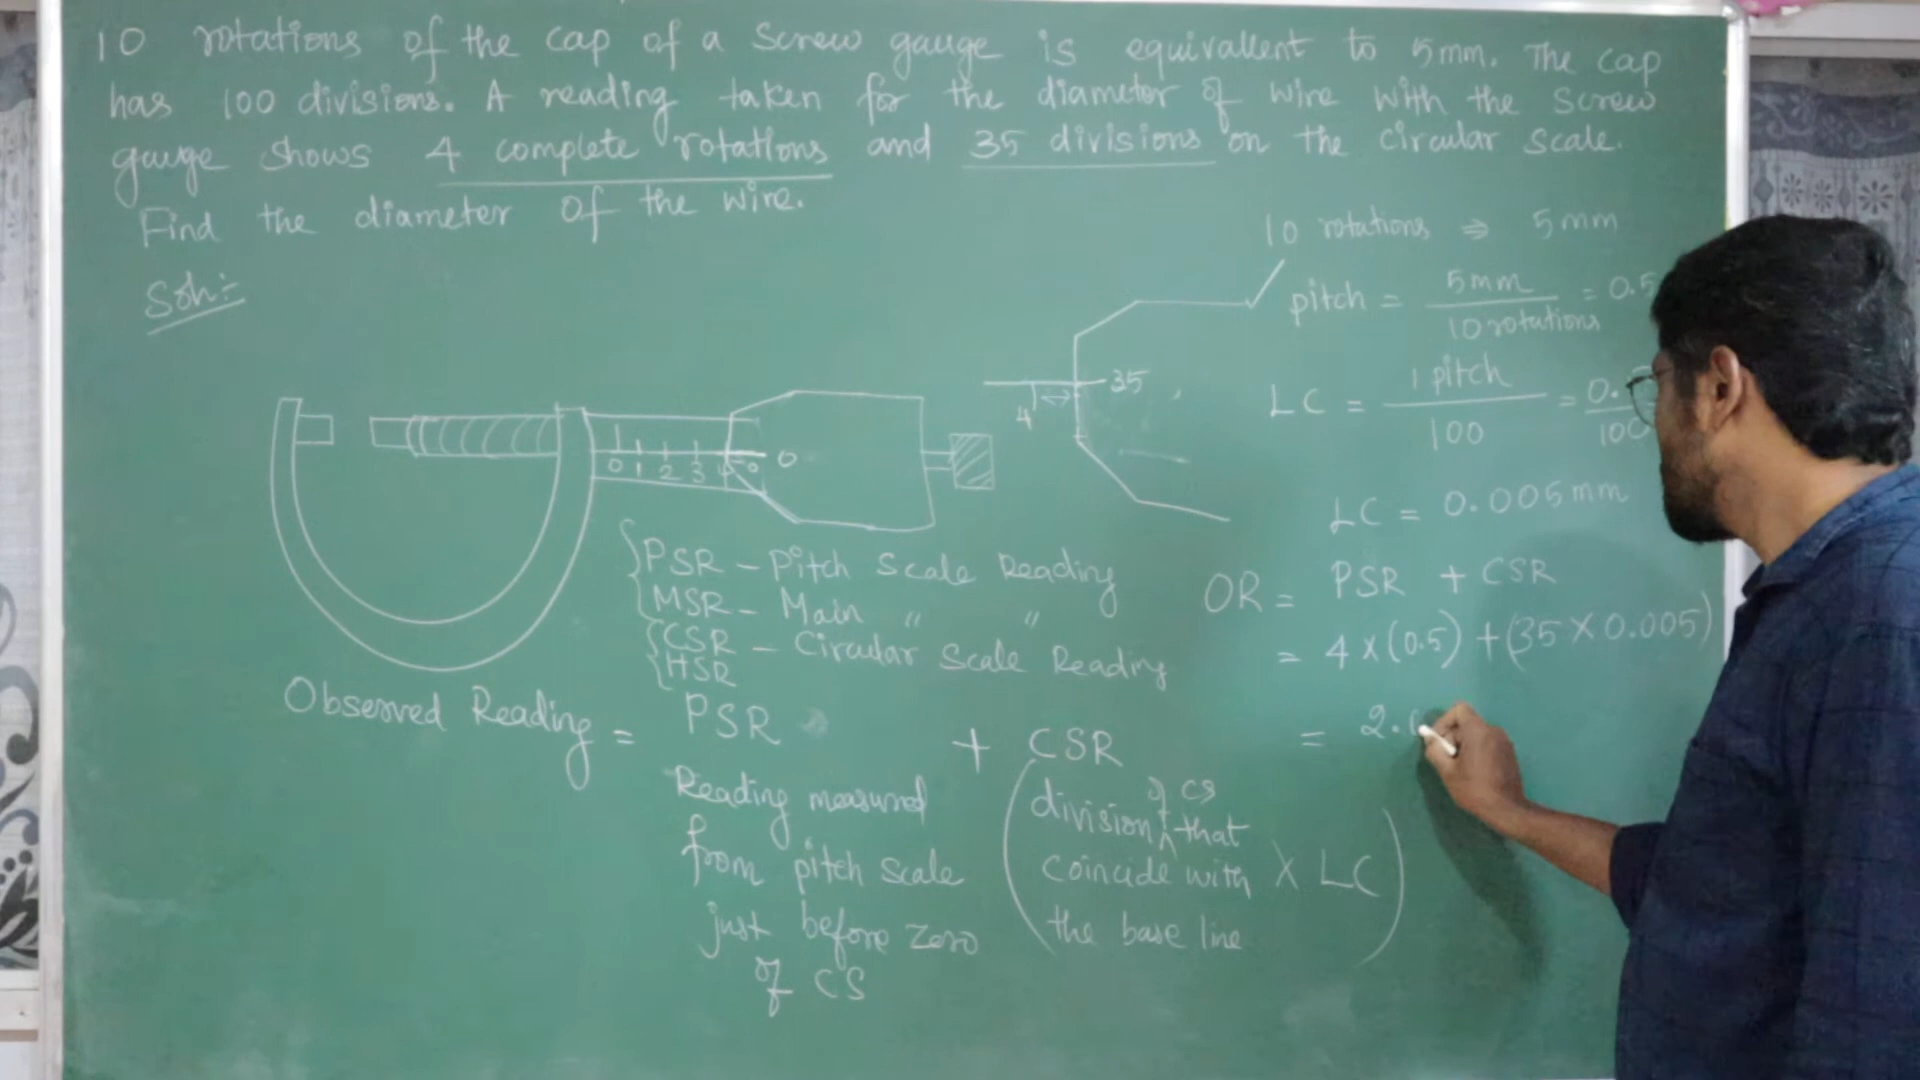 10 rotations of the cap of a screw gauge is equivallent to 5mm. The cap
has 100 divisions. A reading taken for the diameter of wire with the screw
gauge shows 4 complete rotations and 35 divisions on the circular scale.
Find the diameter of the wire.
Soln:-
10 rotations ⇒ 5mm
pitch = 5mm / 10 rotations = 0.5
LC = 1 pitch / 100 = 0. / 100
LC = 0.005mm
35
4
0 1 2 3 4
0
PSR - Pitch Scale Reading
MSR - Main " "
CSR - Circular Scale Reading
HSR
OR = PSR + CSR
= 4 x (0.5) + (35 X 0.005)
= 2.
Observed Reading = PSR + CSR
Reading measured
from pitch scale
just before zero
of CS
(division of CS that
coincide with X LC)
the base line